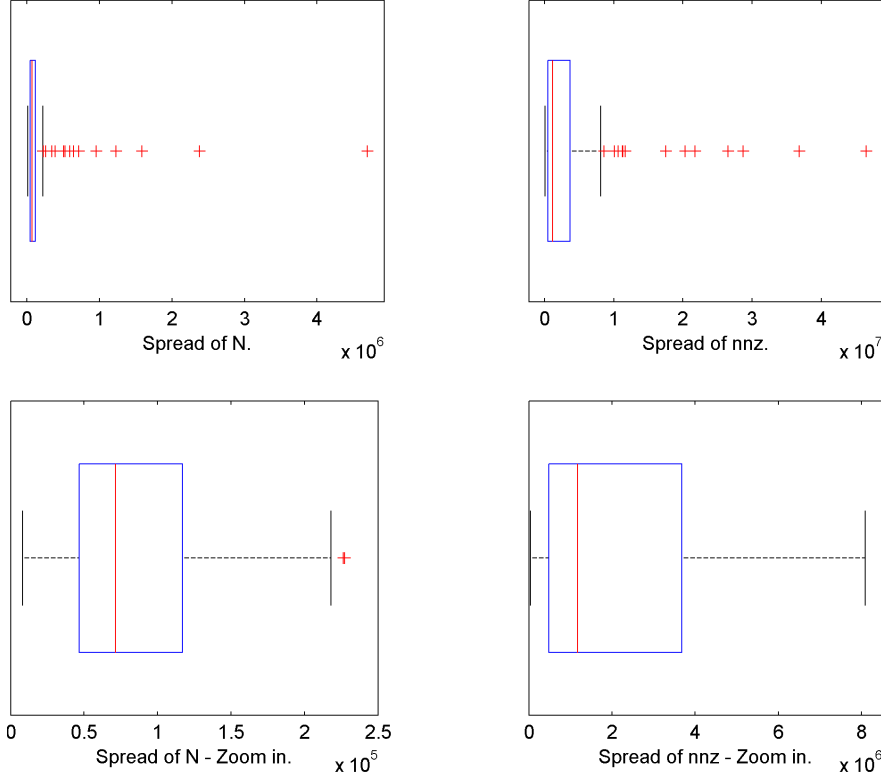 0 1 2 3 4
Spread of N.
x 10^6
0 1 2 3 4
Spread of nnz.
x 10^7
0 0.5 1 1.5 2 2.5
Spread of N - Zoom in.
x 10^5
0 2 4 6 8
Spread of nnz - Zoom in.
x 10^6